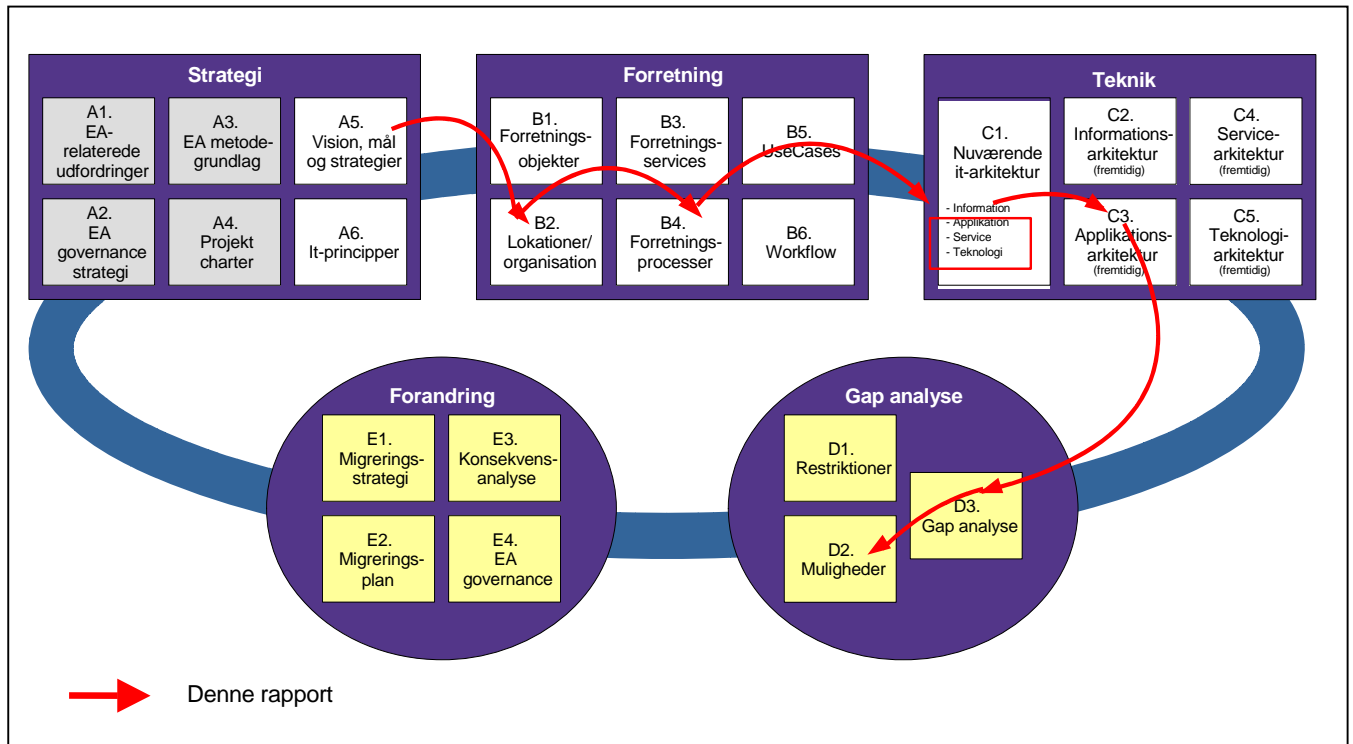 Strategi
A1.
EA-
relaterede
udfordringer
A3.
EA metode-
grundlag
A5.
Vision, mål
og strategier
A2.
EA
governance
strategi
A4.
Projekt
charter
A6.
It-principper
Forretning
B1.
Forretnings-
objekter
B3.
Forretnings-
services
B5.
UseCases
B2.
Lokationer/
organisation
B4.
Forretnings-
processer
B6.
Workflow
Teknik
C1.
Nuværende
it-arkitektur
- Information
- Applikation
- Service
- Teknologi
C2.
Informations-
arkitektur
(fremtidig)
C4.
Service-
arkitektur
(fremtidig)
C3.
Applikations-
arkitektur
(fremtidig)
C5.
Teknologi-
arkitektur
(fremtidig)
Forandring
E1.
Migrerings-
strategi
E3.
Konsekvens-
analyse
E2.
Migrerings-
plan
E4.
EA
governance
Gap analyse
D1.
Restriktioner
D3.
Gap analyse
D2.
Muligheder
Denne rapport